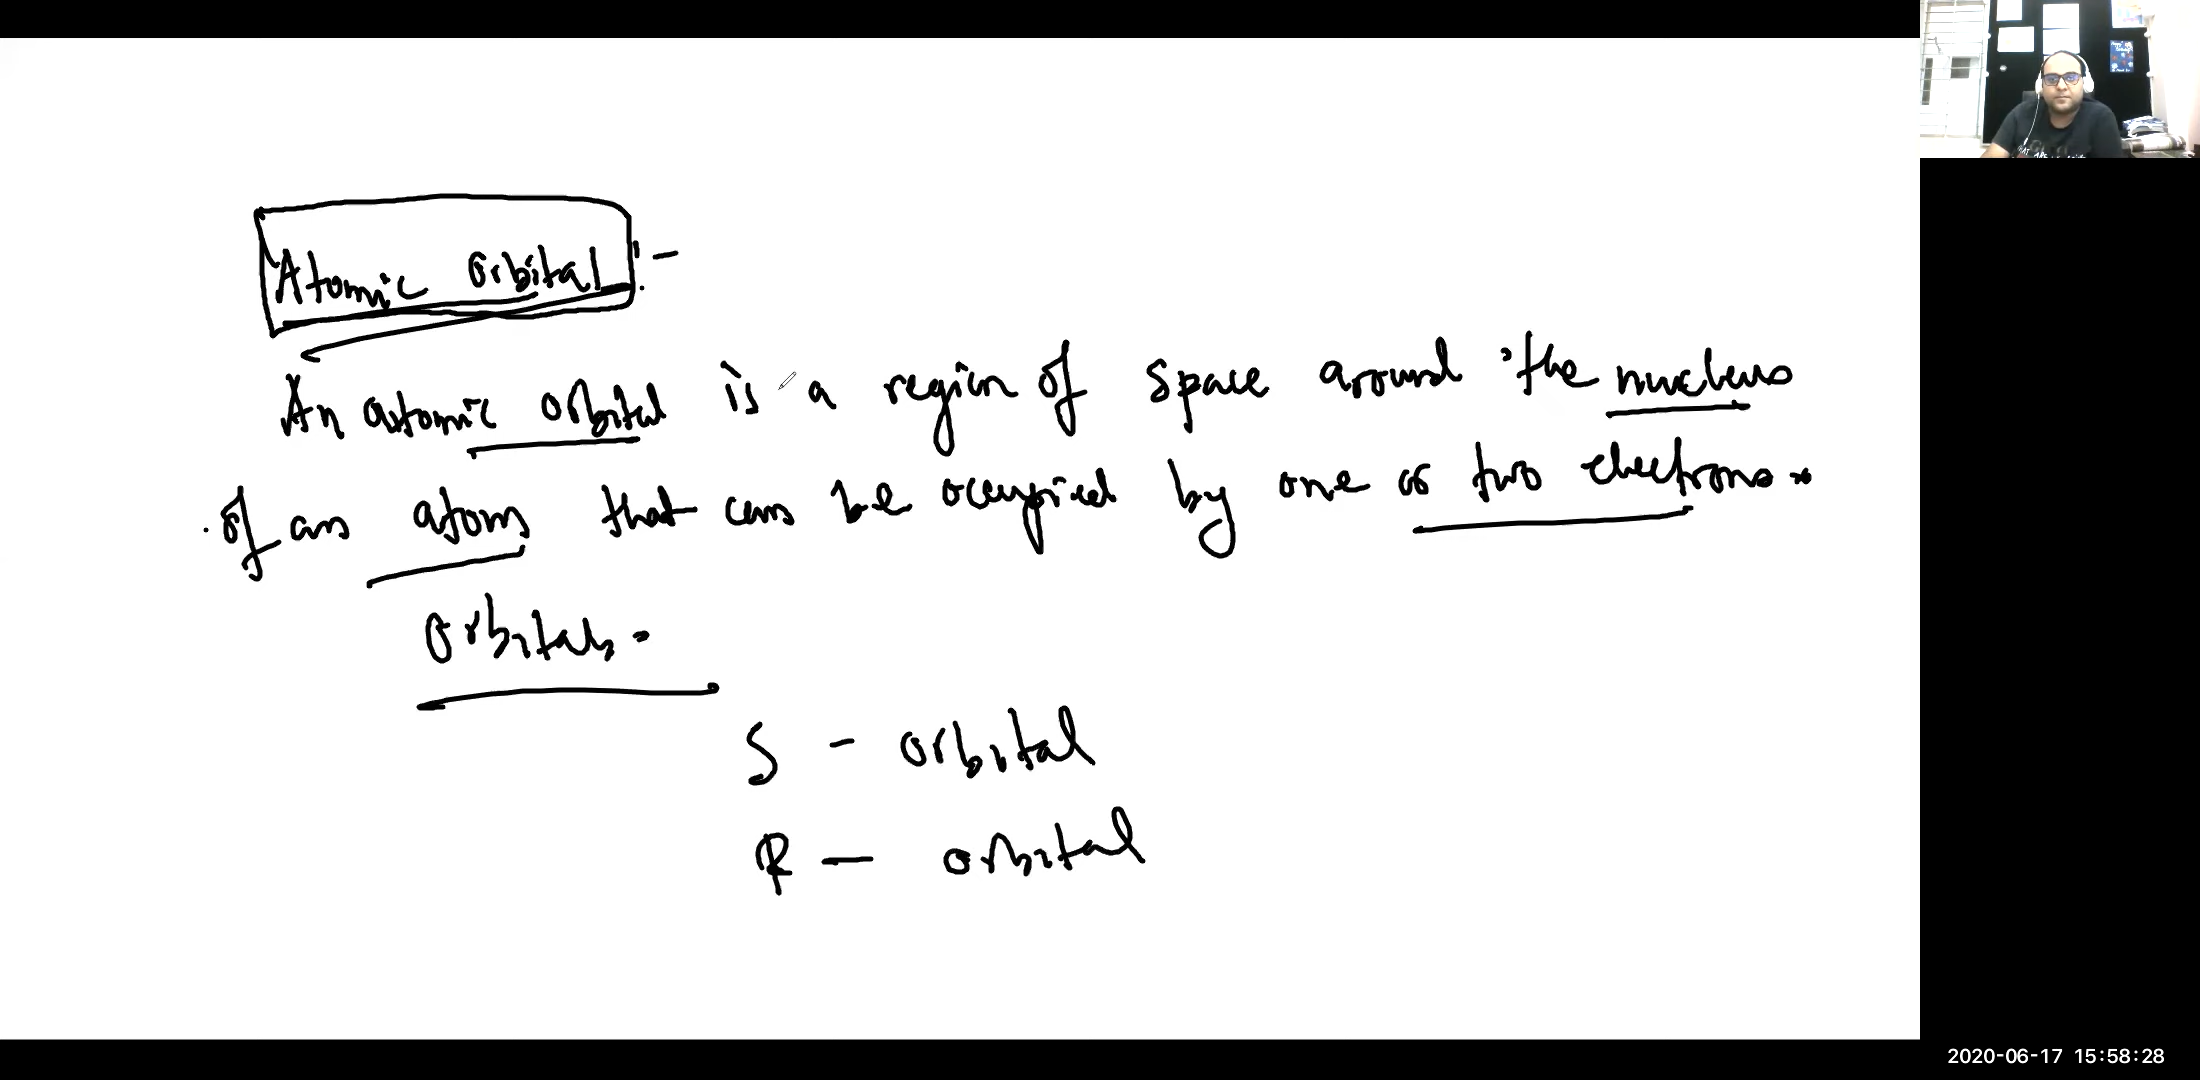 Atomic Orbital :-
An atomic orbital is a region of space around the nucleus
of an atom that can be occupied by one or two electrons.
Orbitals.
S - orbital
P - orbital
2020-06-17 15:58:28